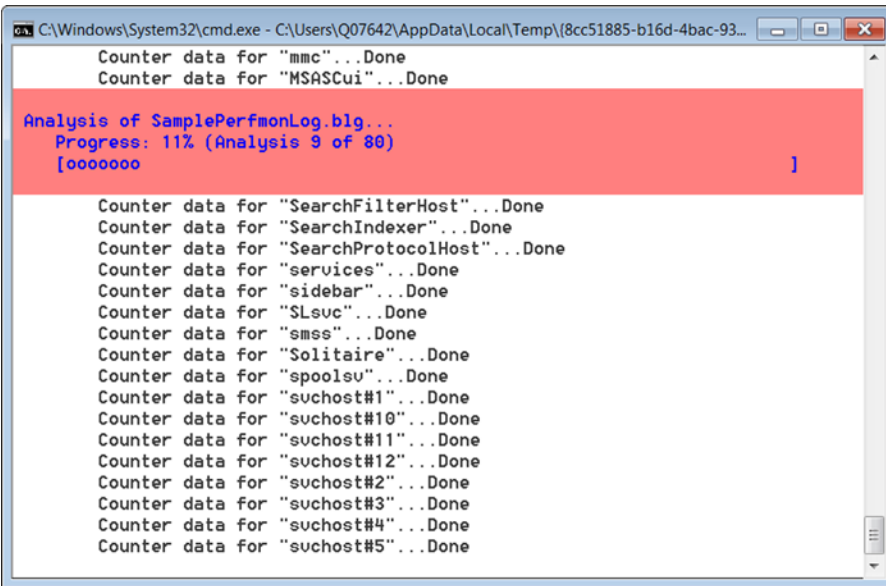 C:\Windows\System32\cmd.exe - C:\Users\Q07642\AppData\Local\Temp\{8cc51885-b16d-4bac-93...
Counter data for "mmc"...Done
Counter data for "MSASCui"...Done
Analysis of SamplePerfmonLog.blg...
Progress: 11% (Analysis 9 of 80)
[ooooooo ]
Counter data for "SearchFilterHost"...Done
Counter data for "SearchIndexer"...Done
Counter data for "SearchProtocolHost"...Done
Counter data for "services"...Done
Counter data for "sidebar"...Done
Counter data for "SLsvc"...Done
Counter data for "smss"...Done
Counter data for "Solitaire"...Done
Counter data for "spoolsv"...Done
Counter data for "svchost#1"...Done
Counter data for "svchost#10"...Done
Counter data for "svchost#11"...Done
Counter data for "svchost#12"...Done
Counter data for "svchost#2"...Done
Counter data for "svchost#3"...Done
Counter data for "svchost#4"...Done
Counter data for "svchost#5"...Done